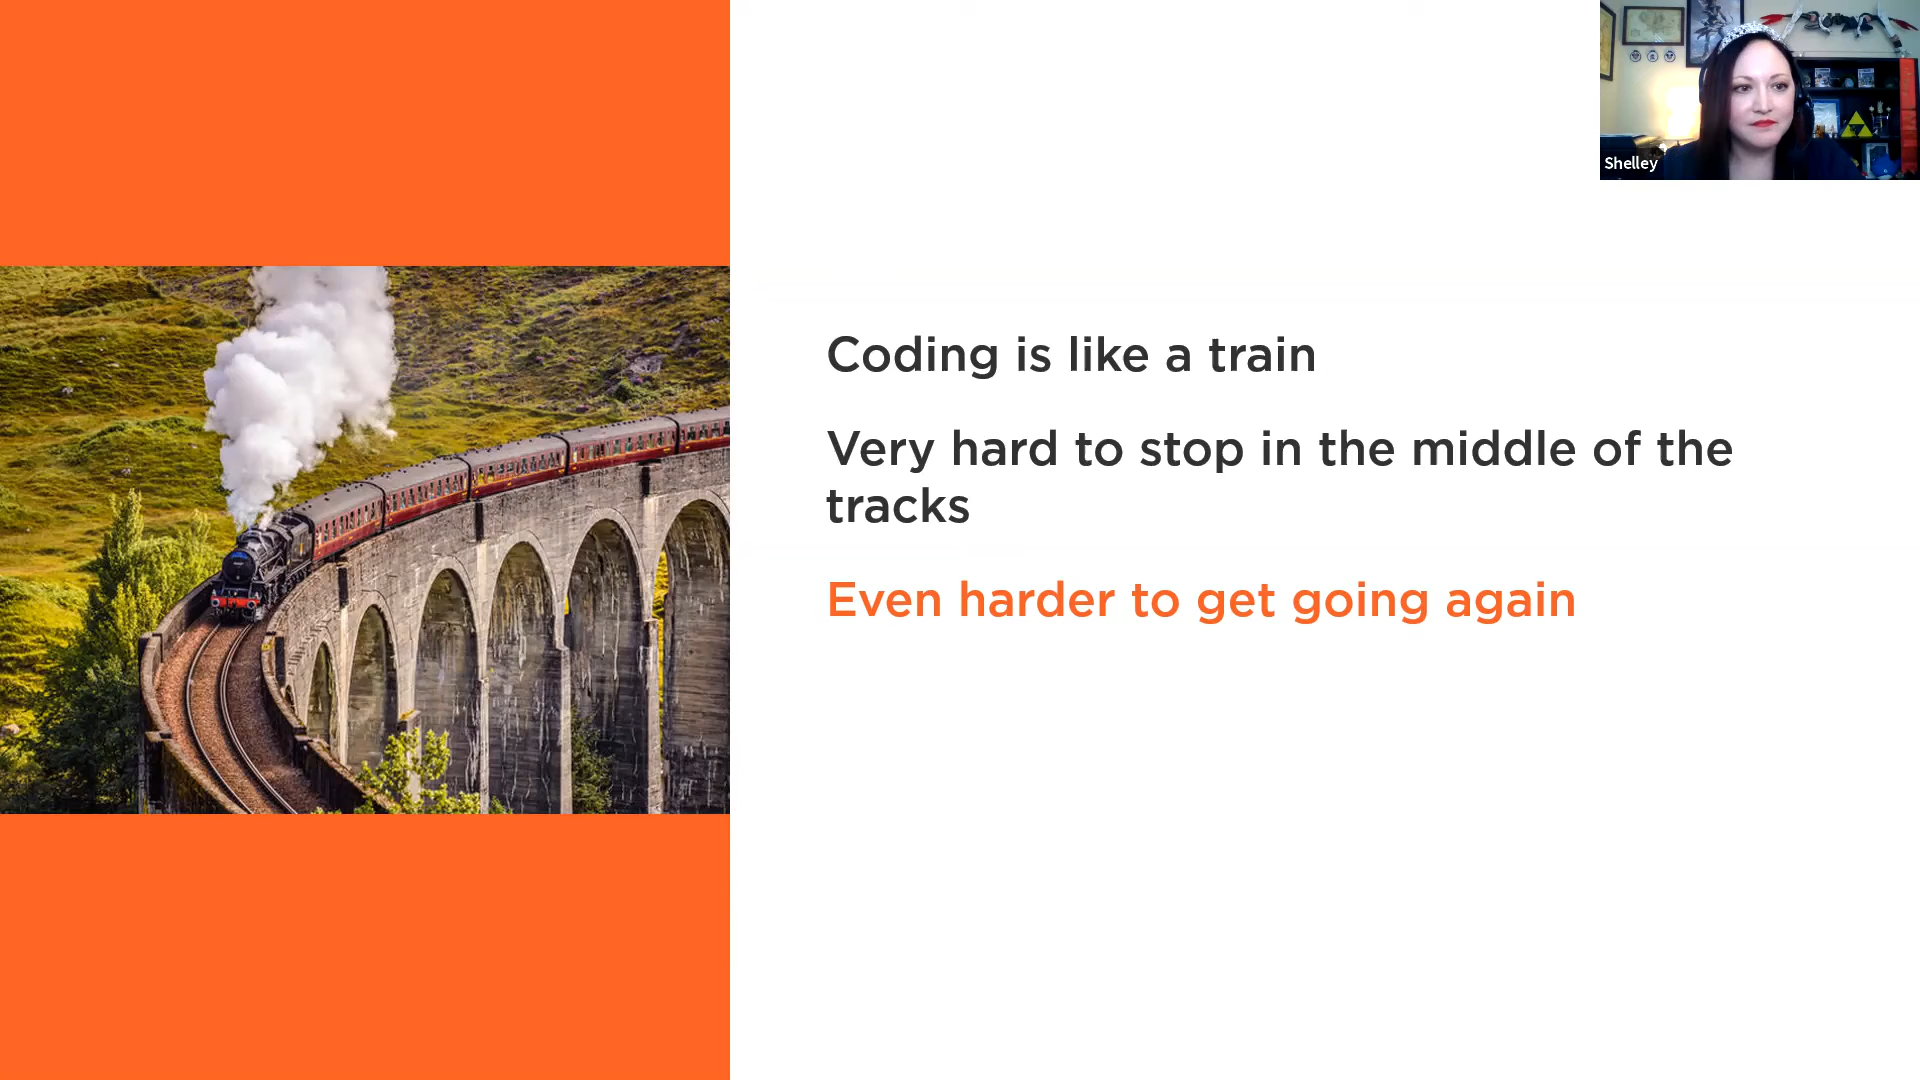 Shelley
Coding is like a train
Very hard to stop in the middle of the
tracks
Even harder to get going again